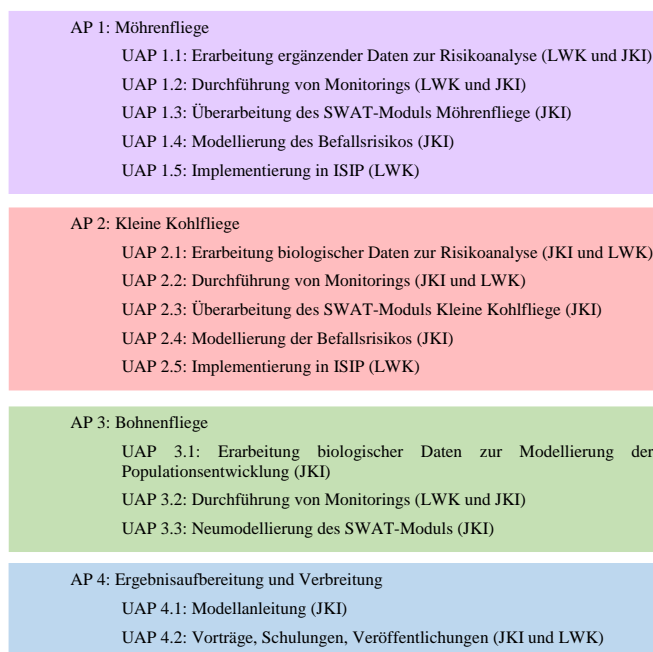 AP 1: Möhrenfliege
UAP 1.1: Erarbeitung ergänzender Daten zur Risikoanalyse (LWK und JKI)
UAP 1.2: Durchführung von Monitorings (LWK und JKI)
UAP 1.3: Überarbeitung des SWAT-Moduls Möhrenfliege (JKI)
UAP 1.4: Modellierung des Befallsrisikos (JKI)
UAP 1.5: Implementierung in ISIP (LWK)
AP 2: Kleine Kohlfliege
UAP 2.1: Erarbeitung biologischer Daten zur Risikoanalyse (JKI und LWK)
UAP 2.2: Durchführung von Monitorings (JKI und LWK)
UAP 2.3: Überarbeitung des SWAT-Moduls Kleine Kohlfliege (JKI)
UAP 2.4: Modellierung der Befallsrisikos (JKI)
UAP 2.5: Implementierung in ISIP (LWK)
AP 3: Bohnenfliege
UAP 3.1: Erarbeitung biologischer Daten zur Modellierung der
Populationsentwicklung (JKI)
UAP 3.2: Durchführung von Monitorings (LWK und JKI)
UAP 3.3: Neumodellierung des SWAT-Moduls (JKI)
AP 4: Ergebnisaufbereitung und Verbreitung
UAP 4.1: Modellanleitung (JKI)
UAP 4.2: Vorträge, Schulungen, Veröffentlichungen (JKI und LWK)